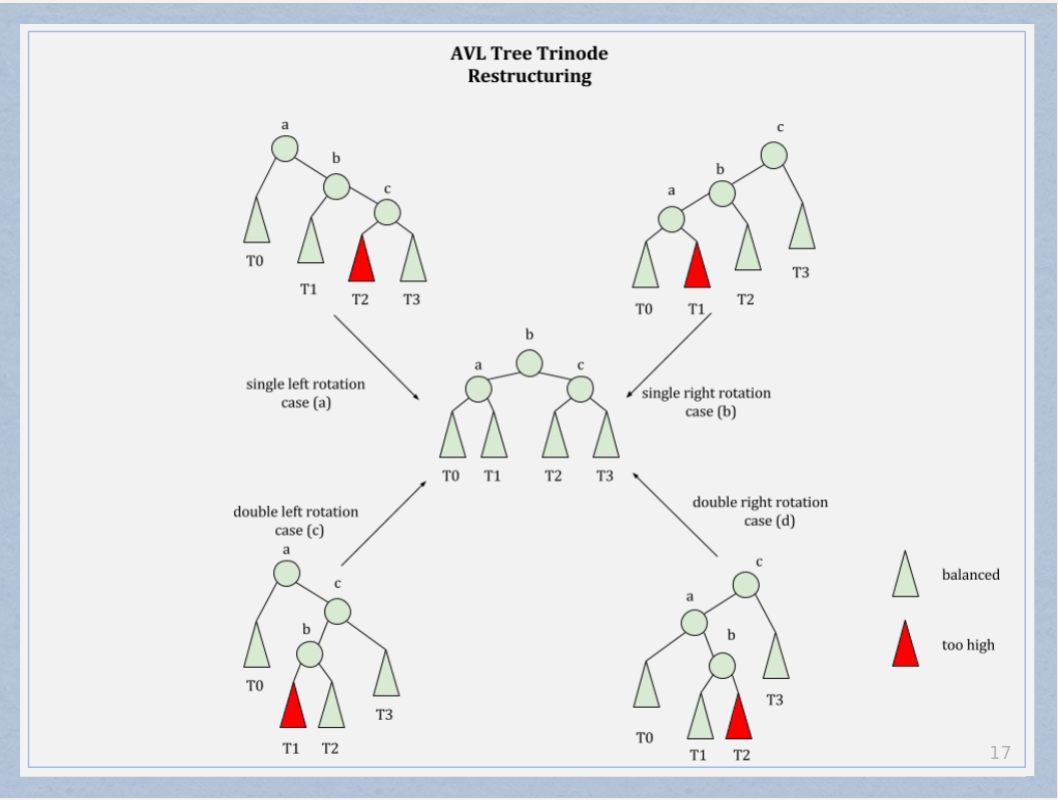 AVL Tree Trinode
Restructuring
a
b
c
T0
T1
T2
T3
c
b
a
T0
T1
T2
T3
single left rotation
case (a)
b
a
c
T0
T1
T2
T3
single right rotation
case (b)
double left rotation
case (c)
a
c
b
T0
T1
T2
T3
double right rotation
case (d)
c
a
b
T0
T1
T2
T3
balanced
too high
17